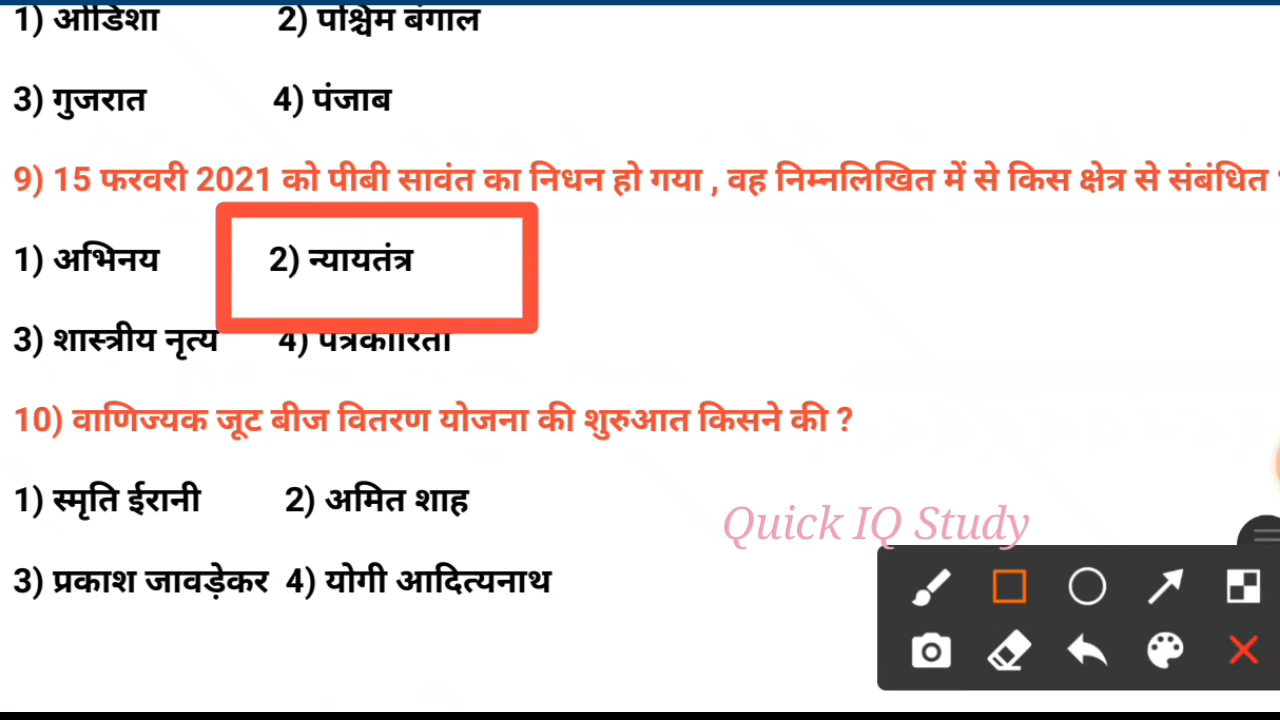 1) ओडिशा 2) पश्चिम बंगाल
3) गुजरात 4) पंजाब
9) 15 फरवरी 2021 को पीबी सावंत का निधन हो गया , वह निम्नलिखित में से किस क्षेत्र से संबंधित
1) अभिनय 2) न्यायतंत्र
3) शास्त्रीय नृत्य 4) पत्रकारिता
10) वाणिज्यक जूट बीज वितरण योजना की शुरुआत किसने की ?
1) स्मृति ईरानी 2) अमित शाह
Quick IQ Study
3) प्रकाश जावड़ेकर 4) योगी आदित्यनाथ